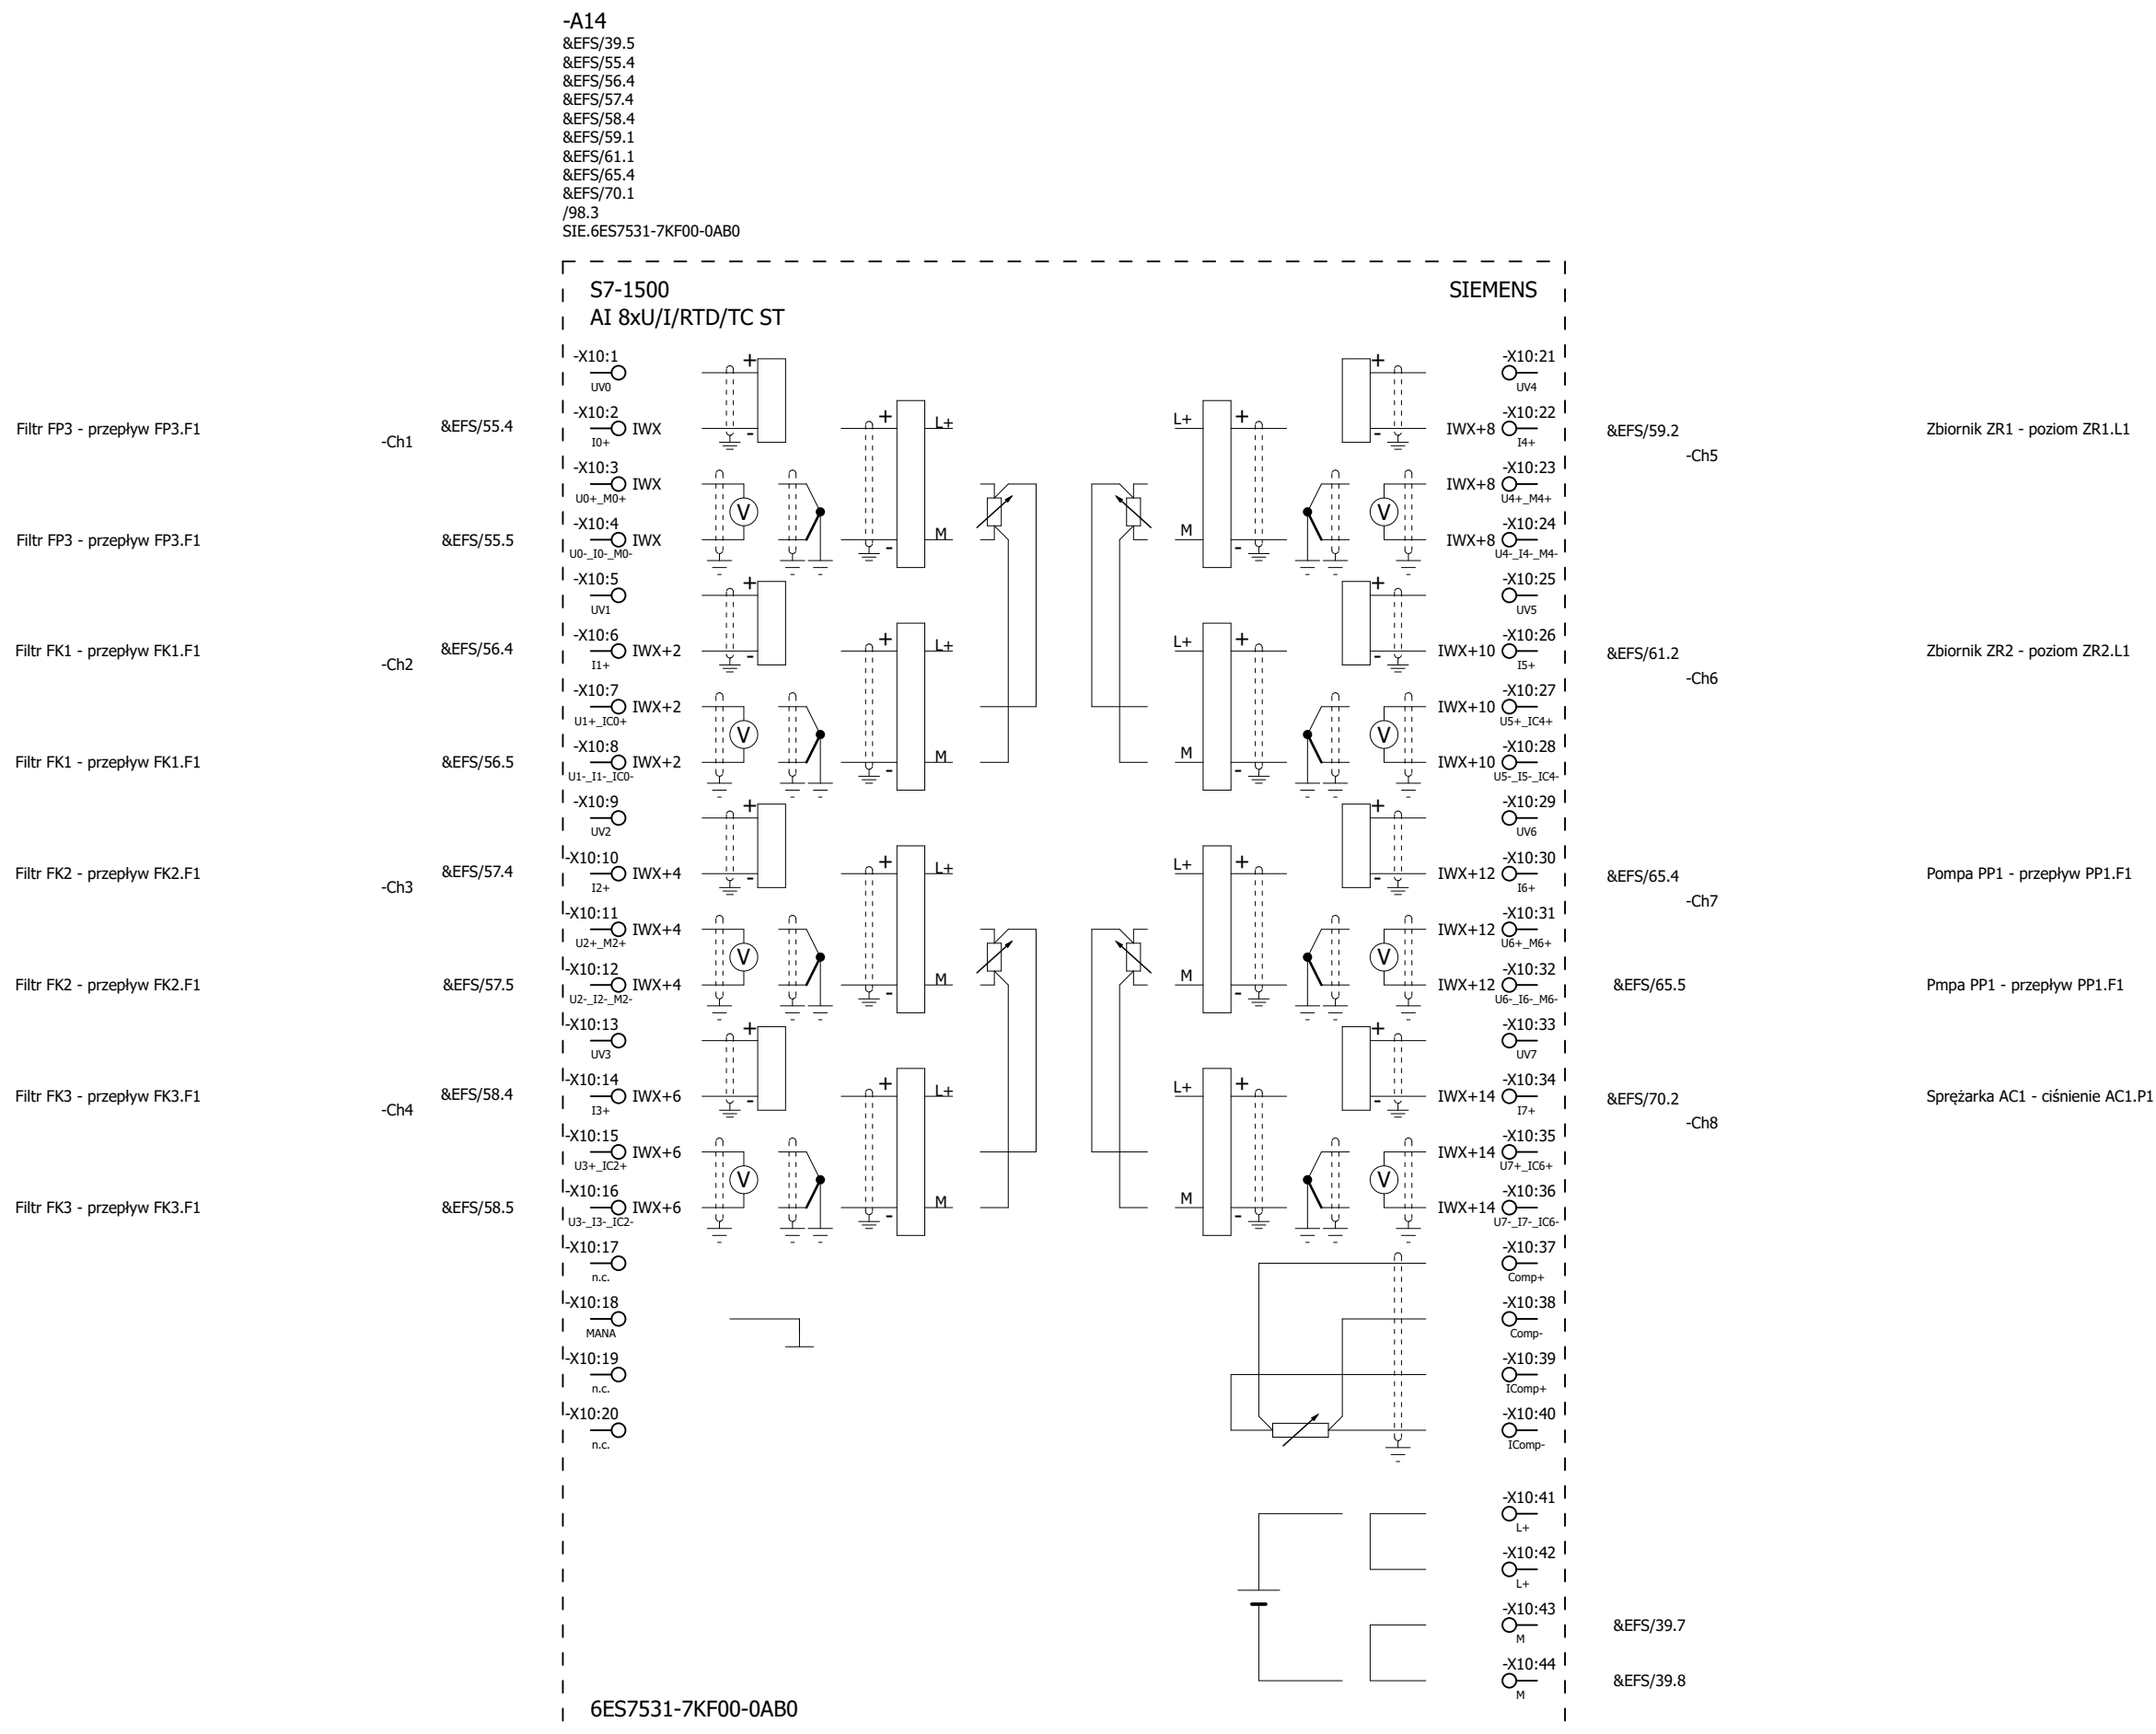 -A14
&EFS/39.5
&EFS/55.4
&EFS/56.4
&EFS/57.4
&EFS/58.4
&EFS/59.1
&EFS/61.1
&EFS/65.4
&EFS/70.1
/98.3
SIE.6ES7531-7KF00-0AB0
S7-1500 SIEMENS
AI 8xU/I/RTD/TC ST
-X10:1 + + -X10:21
UV0 UV4
Filtr FP3 - przepływ FP3.F1 -Ch1 &EFS/55.4 -X10:2 IWX I0+ - + L+ L+ + - IWX+8 -X10:22 I4+ &EFS/59.2 -Ch5 Zbiornik ZR1 - poziom ZR1.L1
-X10:3 IWX U0+_M0+ V V IWX+8 -X10:23 U4+_M4+
Filtr FP3 - przepływ FP3.F1 &EFS/55.5 -X10:4 IWX U0-_I0-_M0- - M M - IWX+8 -X10:24 U4-_I4-_M4-
-X10:5 + + -X10:25
UV1 UV5
Filtr FK1 - przepływ FK1.F1 -Ch2 &EFS/56.4 -X10:6 IWX+2 I1+ - + L+ L+ + - IWX+10 -X10:26 I5+ &EFS/61.2 -Ch6 Zbiornik ZR2 - poziom ZR2.L1
-X10:7 IWX+2 U1+_IC0+ V V IWX+10 -X10:27 U5+_IC4+
Filtr FK1 - przepływ FK1.F1 &EFS/56.5 -X10:8 IWX+2 U1-_I1-_IC0- - M M - IWX+10 -X10:28 U5-_I5-_IC4-
-X10:9 + + -X10:29
UV2 UV6
Filtr FK2 - przepływ FK2.F1 -Ch3 &EFS/57.4 -X10:10 IWX+4 I2+ - + L+ L+ + - IWX+12 -X10:30 I6+ &EFS/65.4 -Ch7 Pompa PP1 - przepływ PP1.F1
-X10:11 IWX+4 U2+_M2+ V V IWX+12 -X10:31 U6+_M6+
Filtr FK2 - przepływ FK2.F1 &EFS/57.5 -X10:12 IWX+4 U2-_I2-_M2- - M M - IWX+12 -X10:32 U6-_I6-_M6- &EFS/65.5 Pmpa PP1 - przepływ PP1.F1
-X10:13 + + -X10:33
UV3 UV7
Filtr FK3 - przepływ FK3.F1 -Ch4 &EFS/58.4 -X10:14 IWX+6 I3+ - + L+ L+ + - IWX+14 -X10:34 I7+ &EFS/70.2 -Ch8 Sprężarka AC1 - ciśnienie AC1.P1
-X10:15 IWX+6 U3+_IC2+ V V IWX+14 -X10:35 U7+_IC6+
Filtr FK3 - przepływ FK3.F1 &EFS/58.5 -X10:16 IWX+6 U3-_I3-_IC2- - M M - IWX+14 -X10:36 U7-_I7-_IC6-
-X10:17 -X10:37
n.c. Comp+
-X10:18 -X10:38
MANA Comp-
-X10:19 -X10:39
n.c. IComp+
-X10:20 -X10:40
n.c. IComp-
-X10:41
L+
-X10:42
L+
-X10:43 &EFS/39.7
M
-X10:44 &EFS/39.8
M
6ES7531-7KF00-0AB0